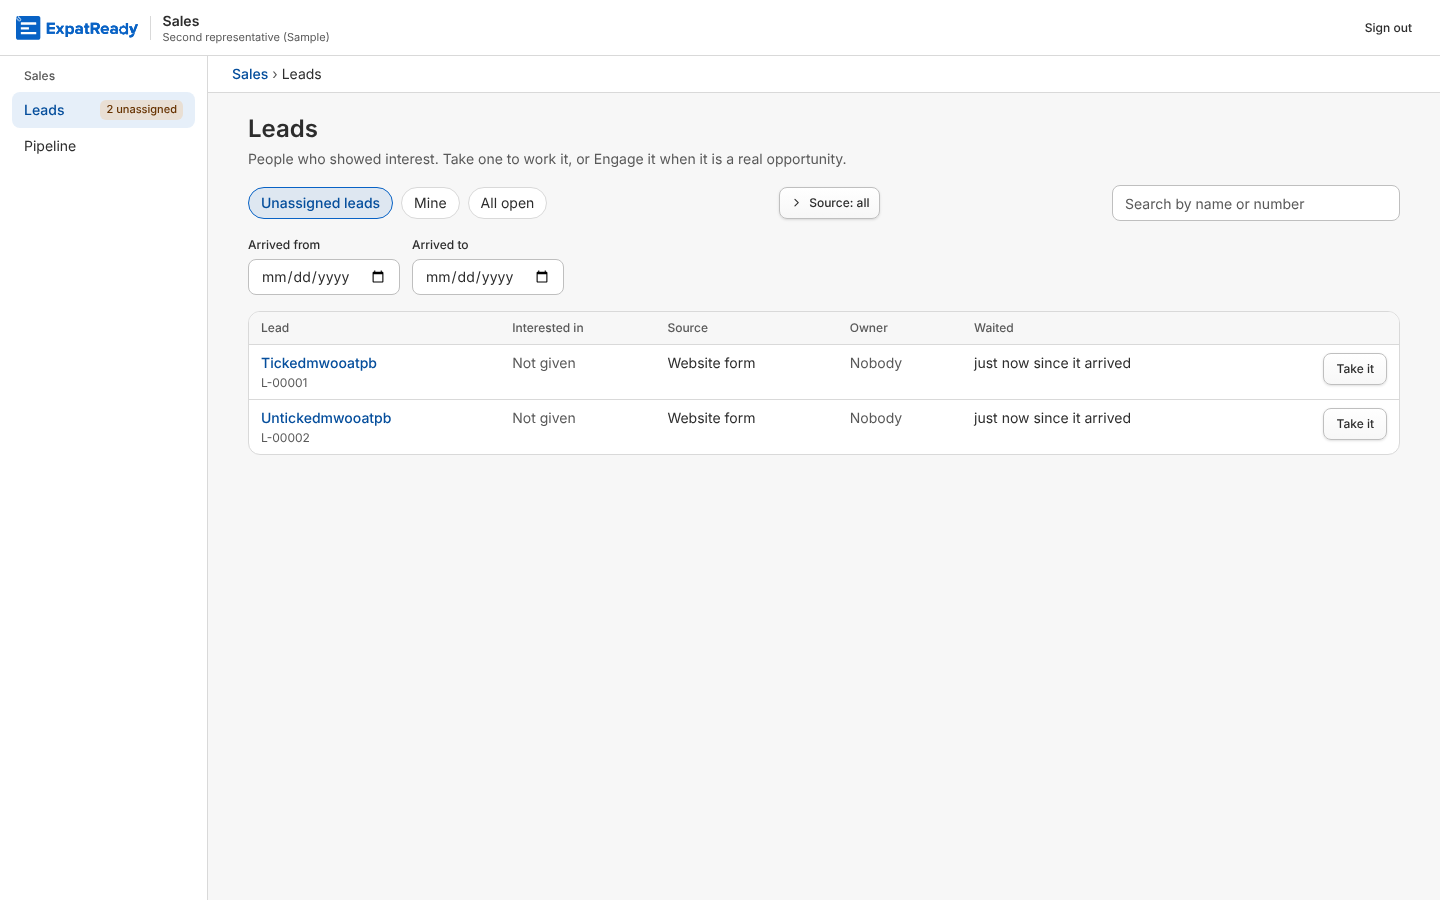 ExpatReady
Sales
Second representative (Sample)
Sign out
Sales
Leads
2 unassigned
Pipeline
Sales › Leads
Leads
People who showed interest. Take one to work it, or Engage it when it is a real opportunity.
Unassigned leads
Mine
All open
Source: all
Search by name or number
Arrived from
Arrived to
mm/dd/yyyy
mm/dd/yyyy
Lead Interested in Source Owner Waited
Tickedmwooatpb Not given Website form Nobody just now since it arrived Take it
L-00001
Untickedmwooatpb Not given Website form Nobody just now since it arrived Take it
L-00002